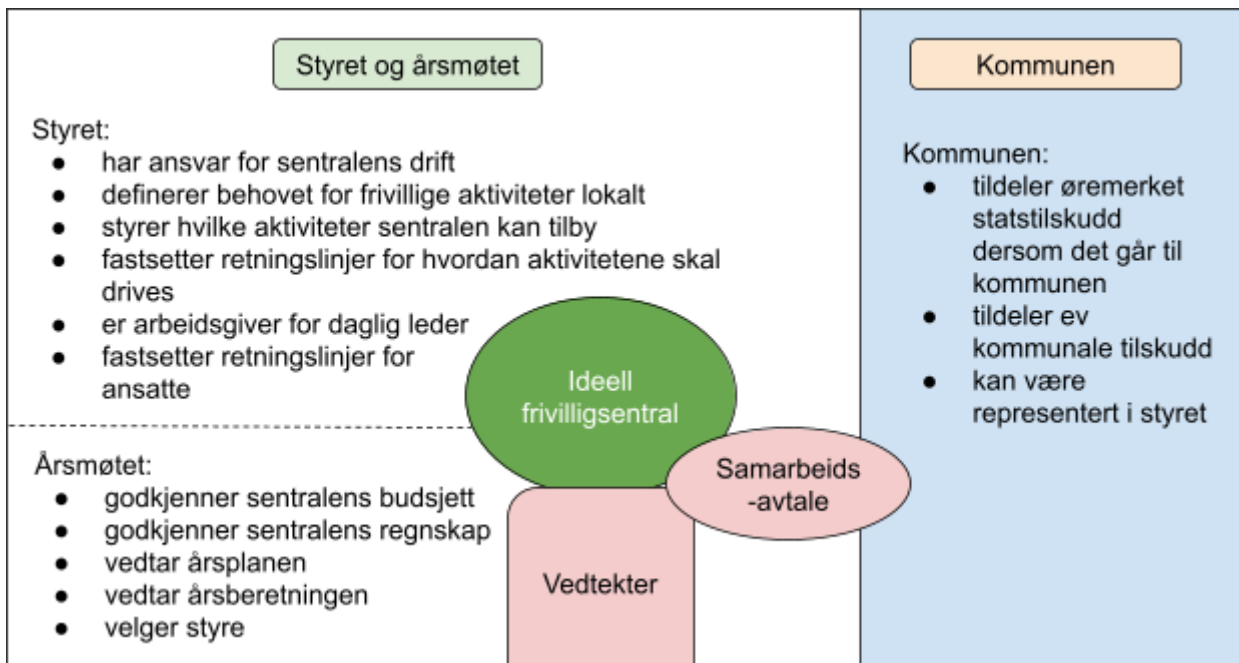 Styret og årsmøtet
Styret:
● har ansvar for sentralens drift
● definerer behovet for frivillige aktiviteter lokalt
● styrer hvilke aktiviteter sentralen kan tilby
● fastsetter retningslinjer for hvordan aktivitetene skal
drives
● er arbeidsgiver for daglig leder
● fastsetter retningslinjer for
ansatte
Årsmøtet:
● godkjenner sentralens budsjett
● godkjenner sentralens regnskap
● vedtar årsplanen
● vedtar årsberetningen
● velger styre
Ideell
frivilligsentral
Vedtekter
Samarbeids
-avtale
Kommunen
Kommunen:
● tildeler øremerket
statstilskudd
dersom det går til
kommunen
● tildeler ev
kommunale tilskudd
● kan være
representert i styret